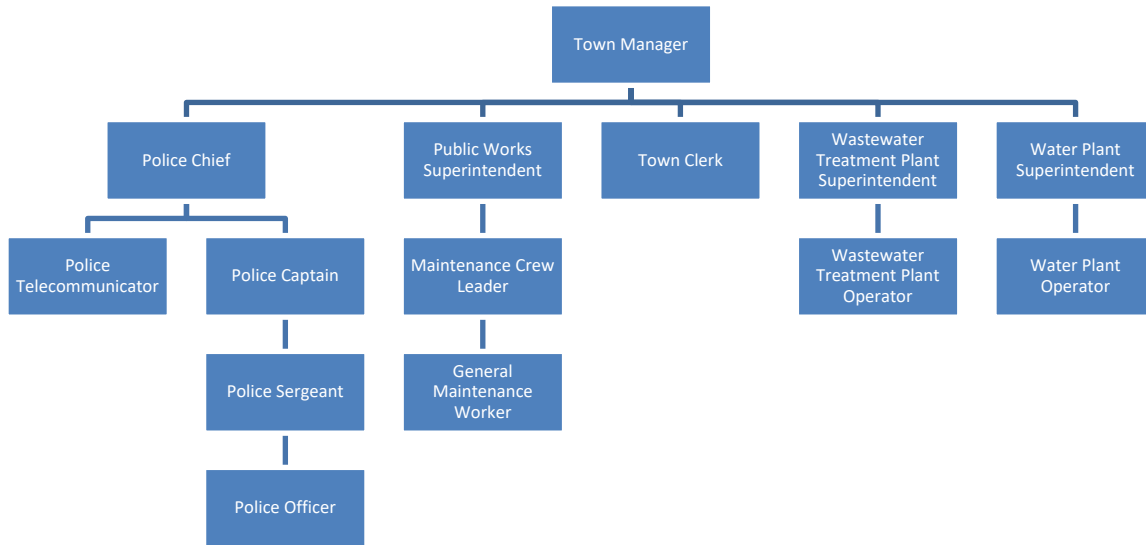 Town Manager
Police Chief
Public Works
Superintendent
Town Clerk
Wastewater
Treatment Plant
Superintendent
Water Plant
Superintendent
Police
Telecommunicator
Police Captain
Maintenance Crew
Leader
Wastewater
Treatment Plant
Operator
Water Plant
Operator
Police Sergeant
General
Maintenance
Worker
Police Officer